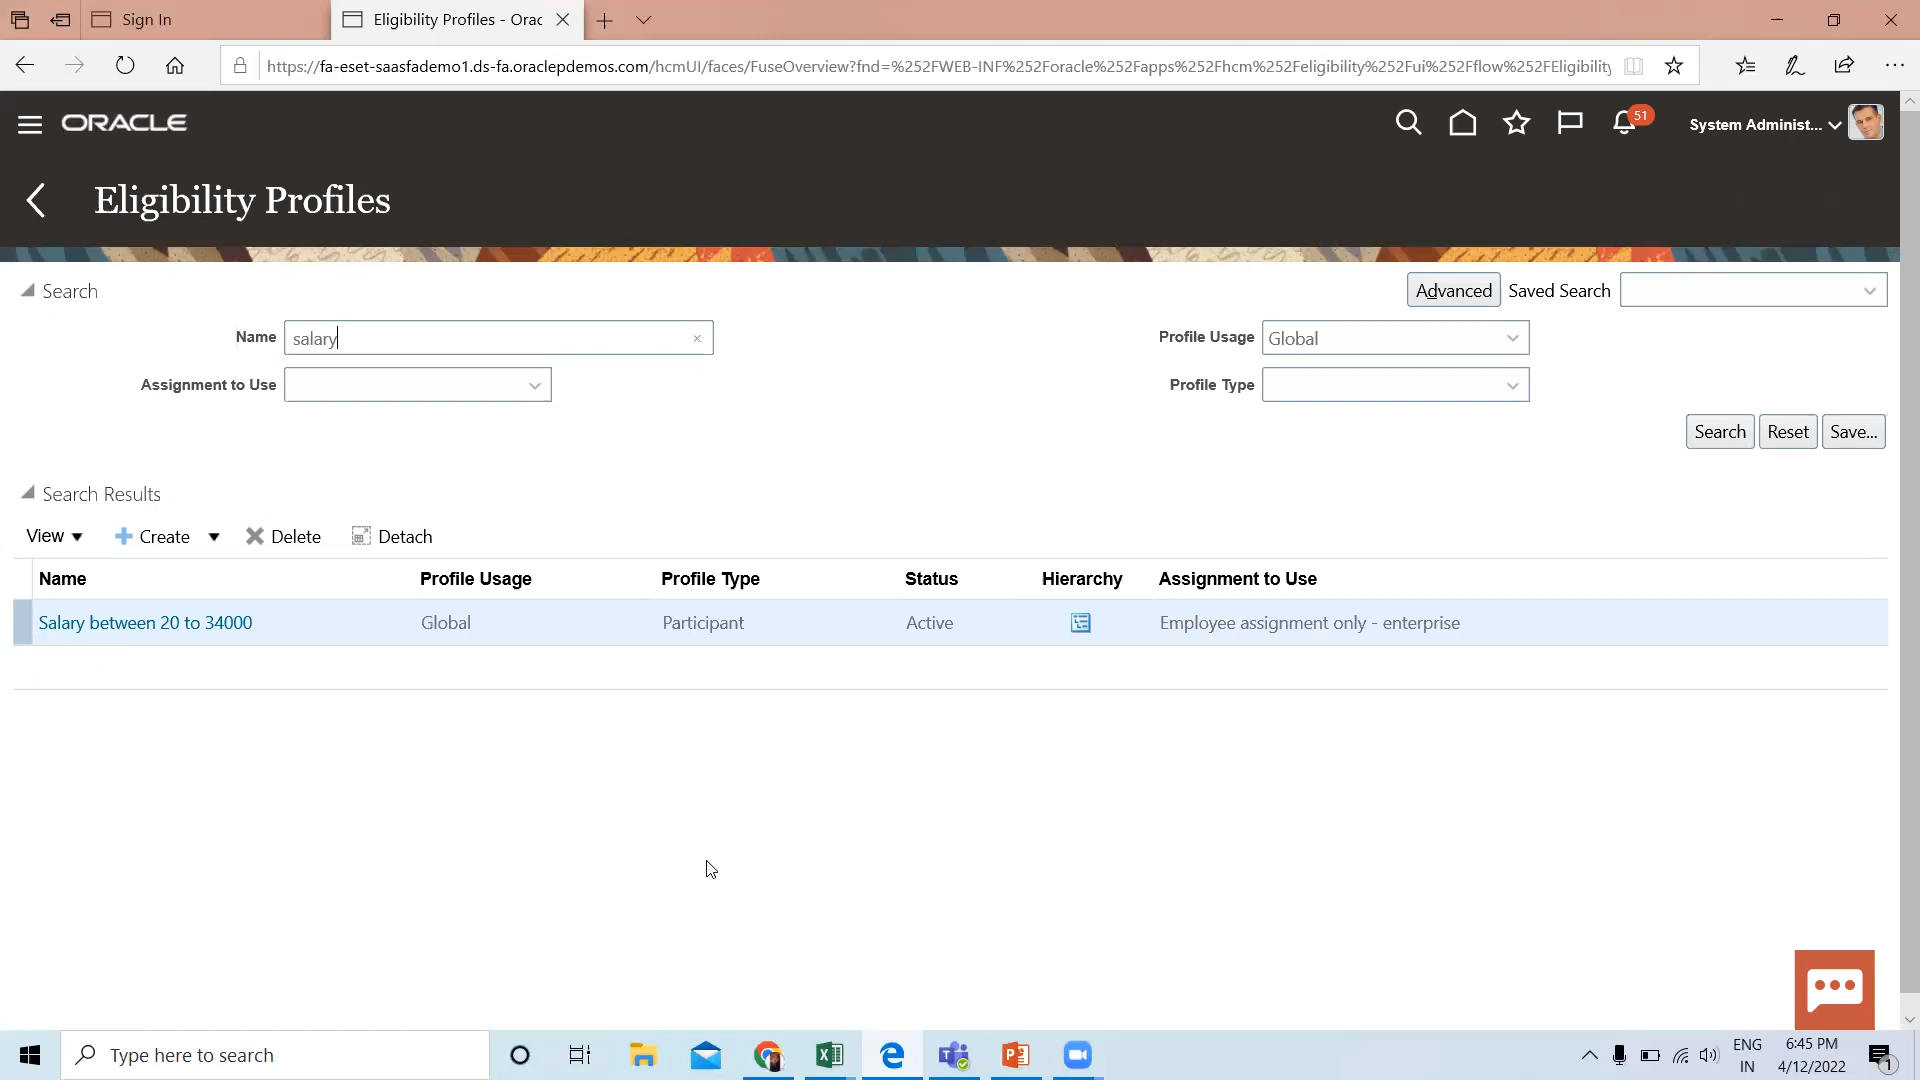 Sign In
Eligibility Profiles - Orac
https://fa-eset-saasfademo1.ds-fa.oraclepdemos.com/hcmUI/faces/FuseOverview?fnd=%252FWEB-INF%252Foracle%252Fapps%252Fhcm%252Feligibility%252Fui%252Fflow%252FEligibility
ORACLE
51
System Administ...
Eligibility Profiles
Search
Advanced Saved Search
Name salary
Profile Usage Global
Assignment to Use
Profile Type
Search Reset Save...
Search Results
View Create Delete Detach
Name Profile Usage Profile Type Status Hierarchy Assignment to Use
Salary between 20 to 34000 Global Participant Active Employee assignment only - enterprise
Type here to search
ENG
IN
6:45 PM
4/12/2022
1